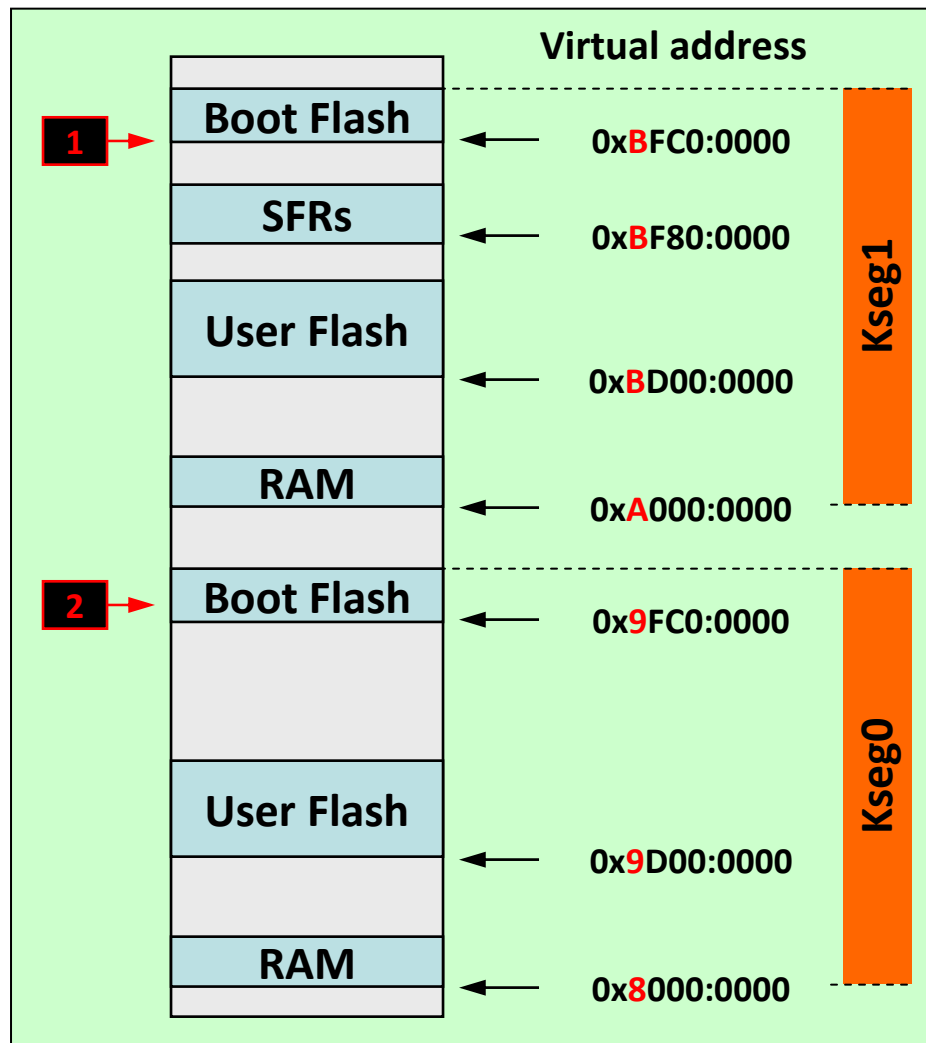 Virtual address
Boot Flash
1
0xBFC0:0000
SFRs
0xBF80:0000
Kseg1
User Flash
0xBD00:0000
RAM
0xA000:0000
Boot Flash
2
0x9FC0:0000
Kseg0
User Flash
0x9D00:0000
RAM
0x8000:0000